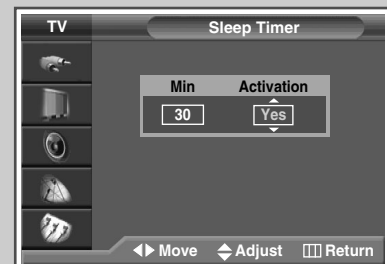 TV Sleep Timer
Min Activation
30 Yes
Move Adjust Return